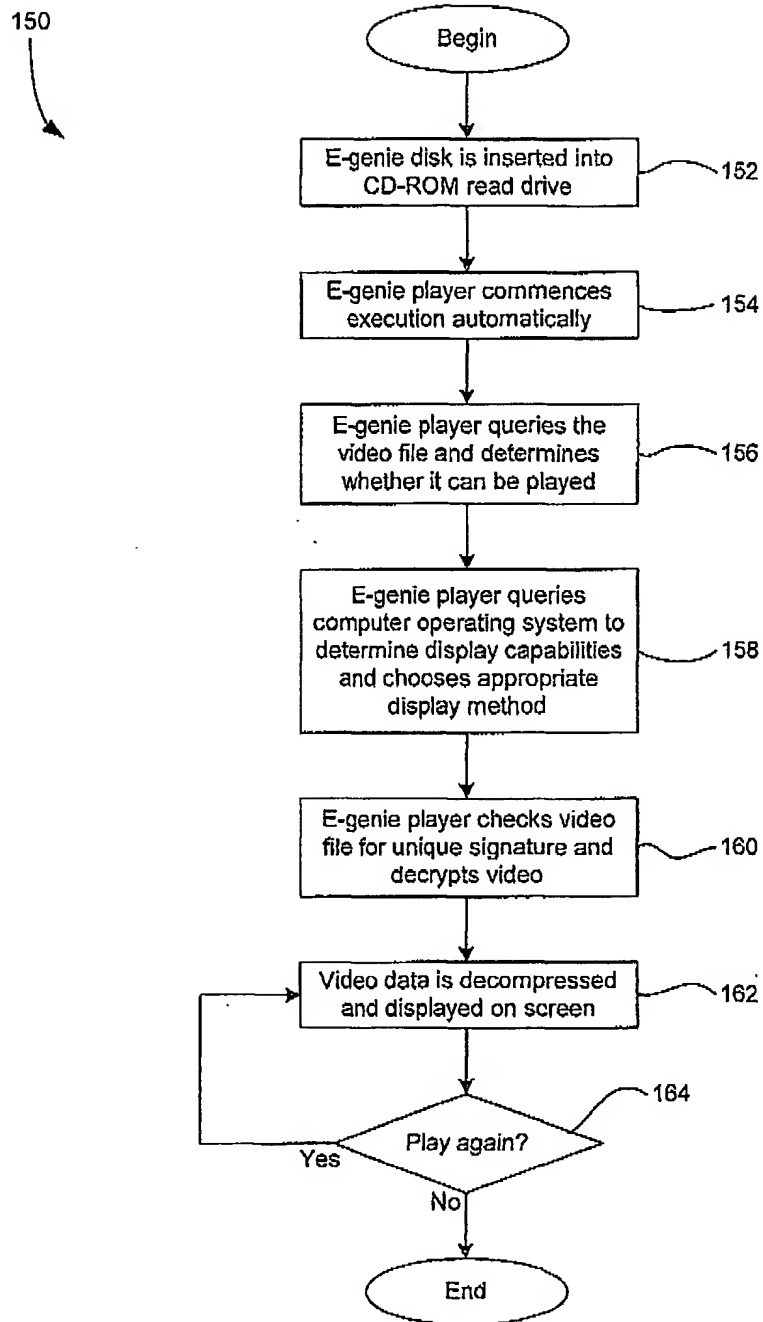 150
Begin
E-genie disk is inserted into
CD-ROM read drive
152
E-genie player commences
execution automatically
154
E-genie player queries the
video file and determines
whether it can be played
156
E-genie player queries
computer operating system to
determine display capabilities
and chooses appropriate
display method
158
E-genie player checks video
file for unique signature and
decrypts video
160
Video data is decompressed
and displayed on screen
162
164
Play again?
Yes
No
End